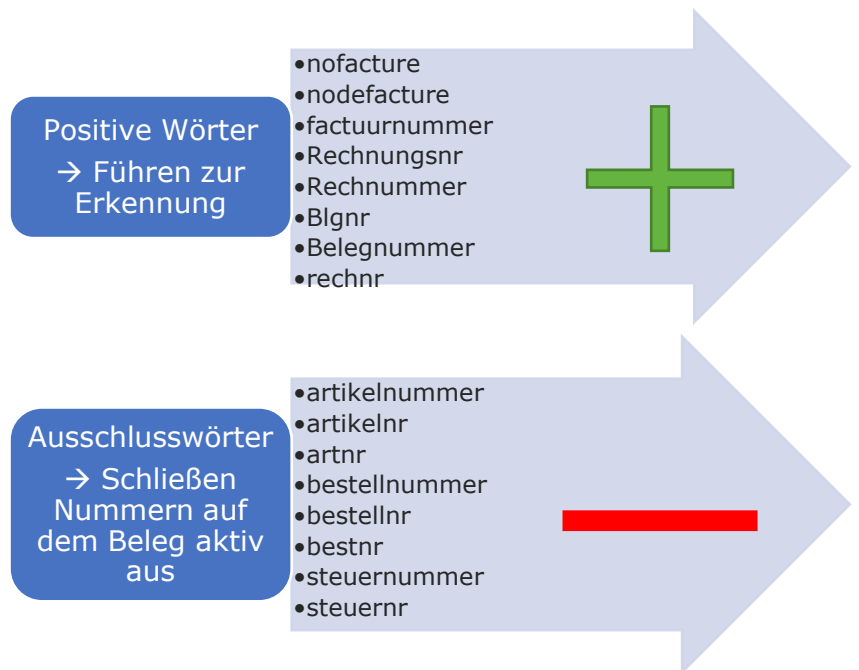 Positive Wörter
→ Führen zur
Erkennung
•nofacture
•nodefacture
•factuurnummer
•Rechnungsnr
•Rechnummer
•Blgnr
•Belegnummer
•rechnr
Ausschlusswörter
→ Schließen
Nummern auf
dem Beleg aktiv
aus
•artikelnummer
•artikelnr
•artnr
•bestellnummer
•bestellnr
•bestnr
•steuernummer
•steuernr